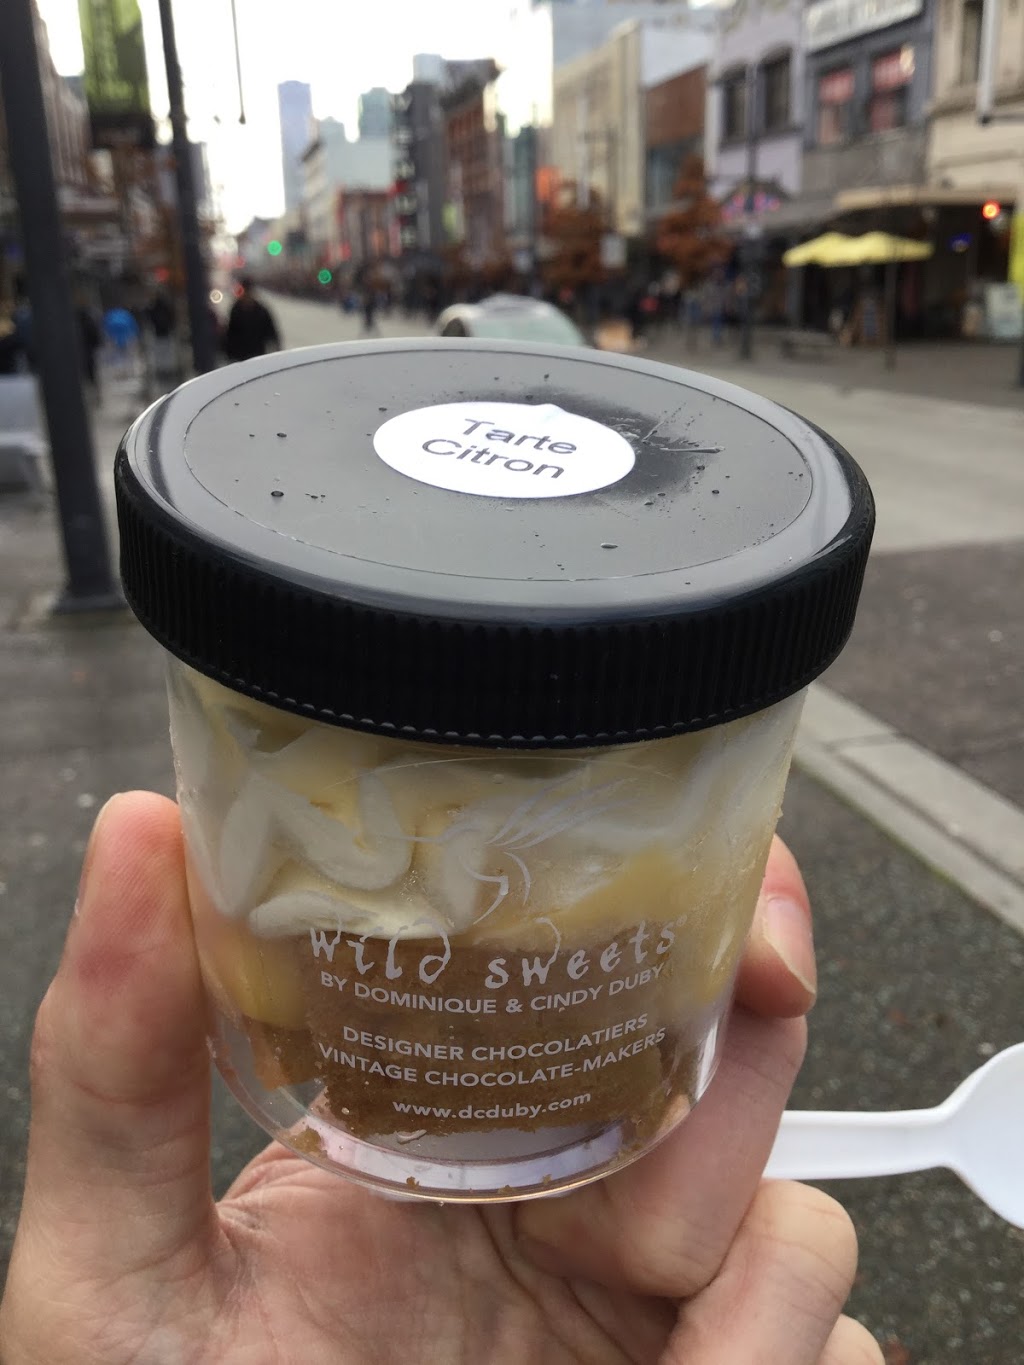 Tarte
Citron
wild sweets
BY DOMINIQUE & CINDY DUBY
DESIGNER CHOCOLATIERS
VINTAGE CHOCOLATE-MAKERS
www.dcduby.com